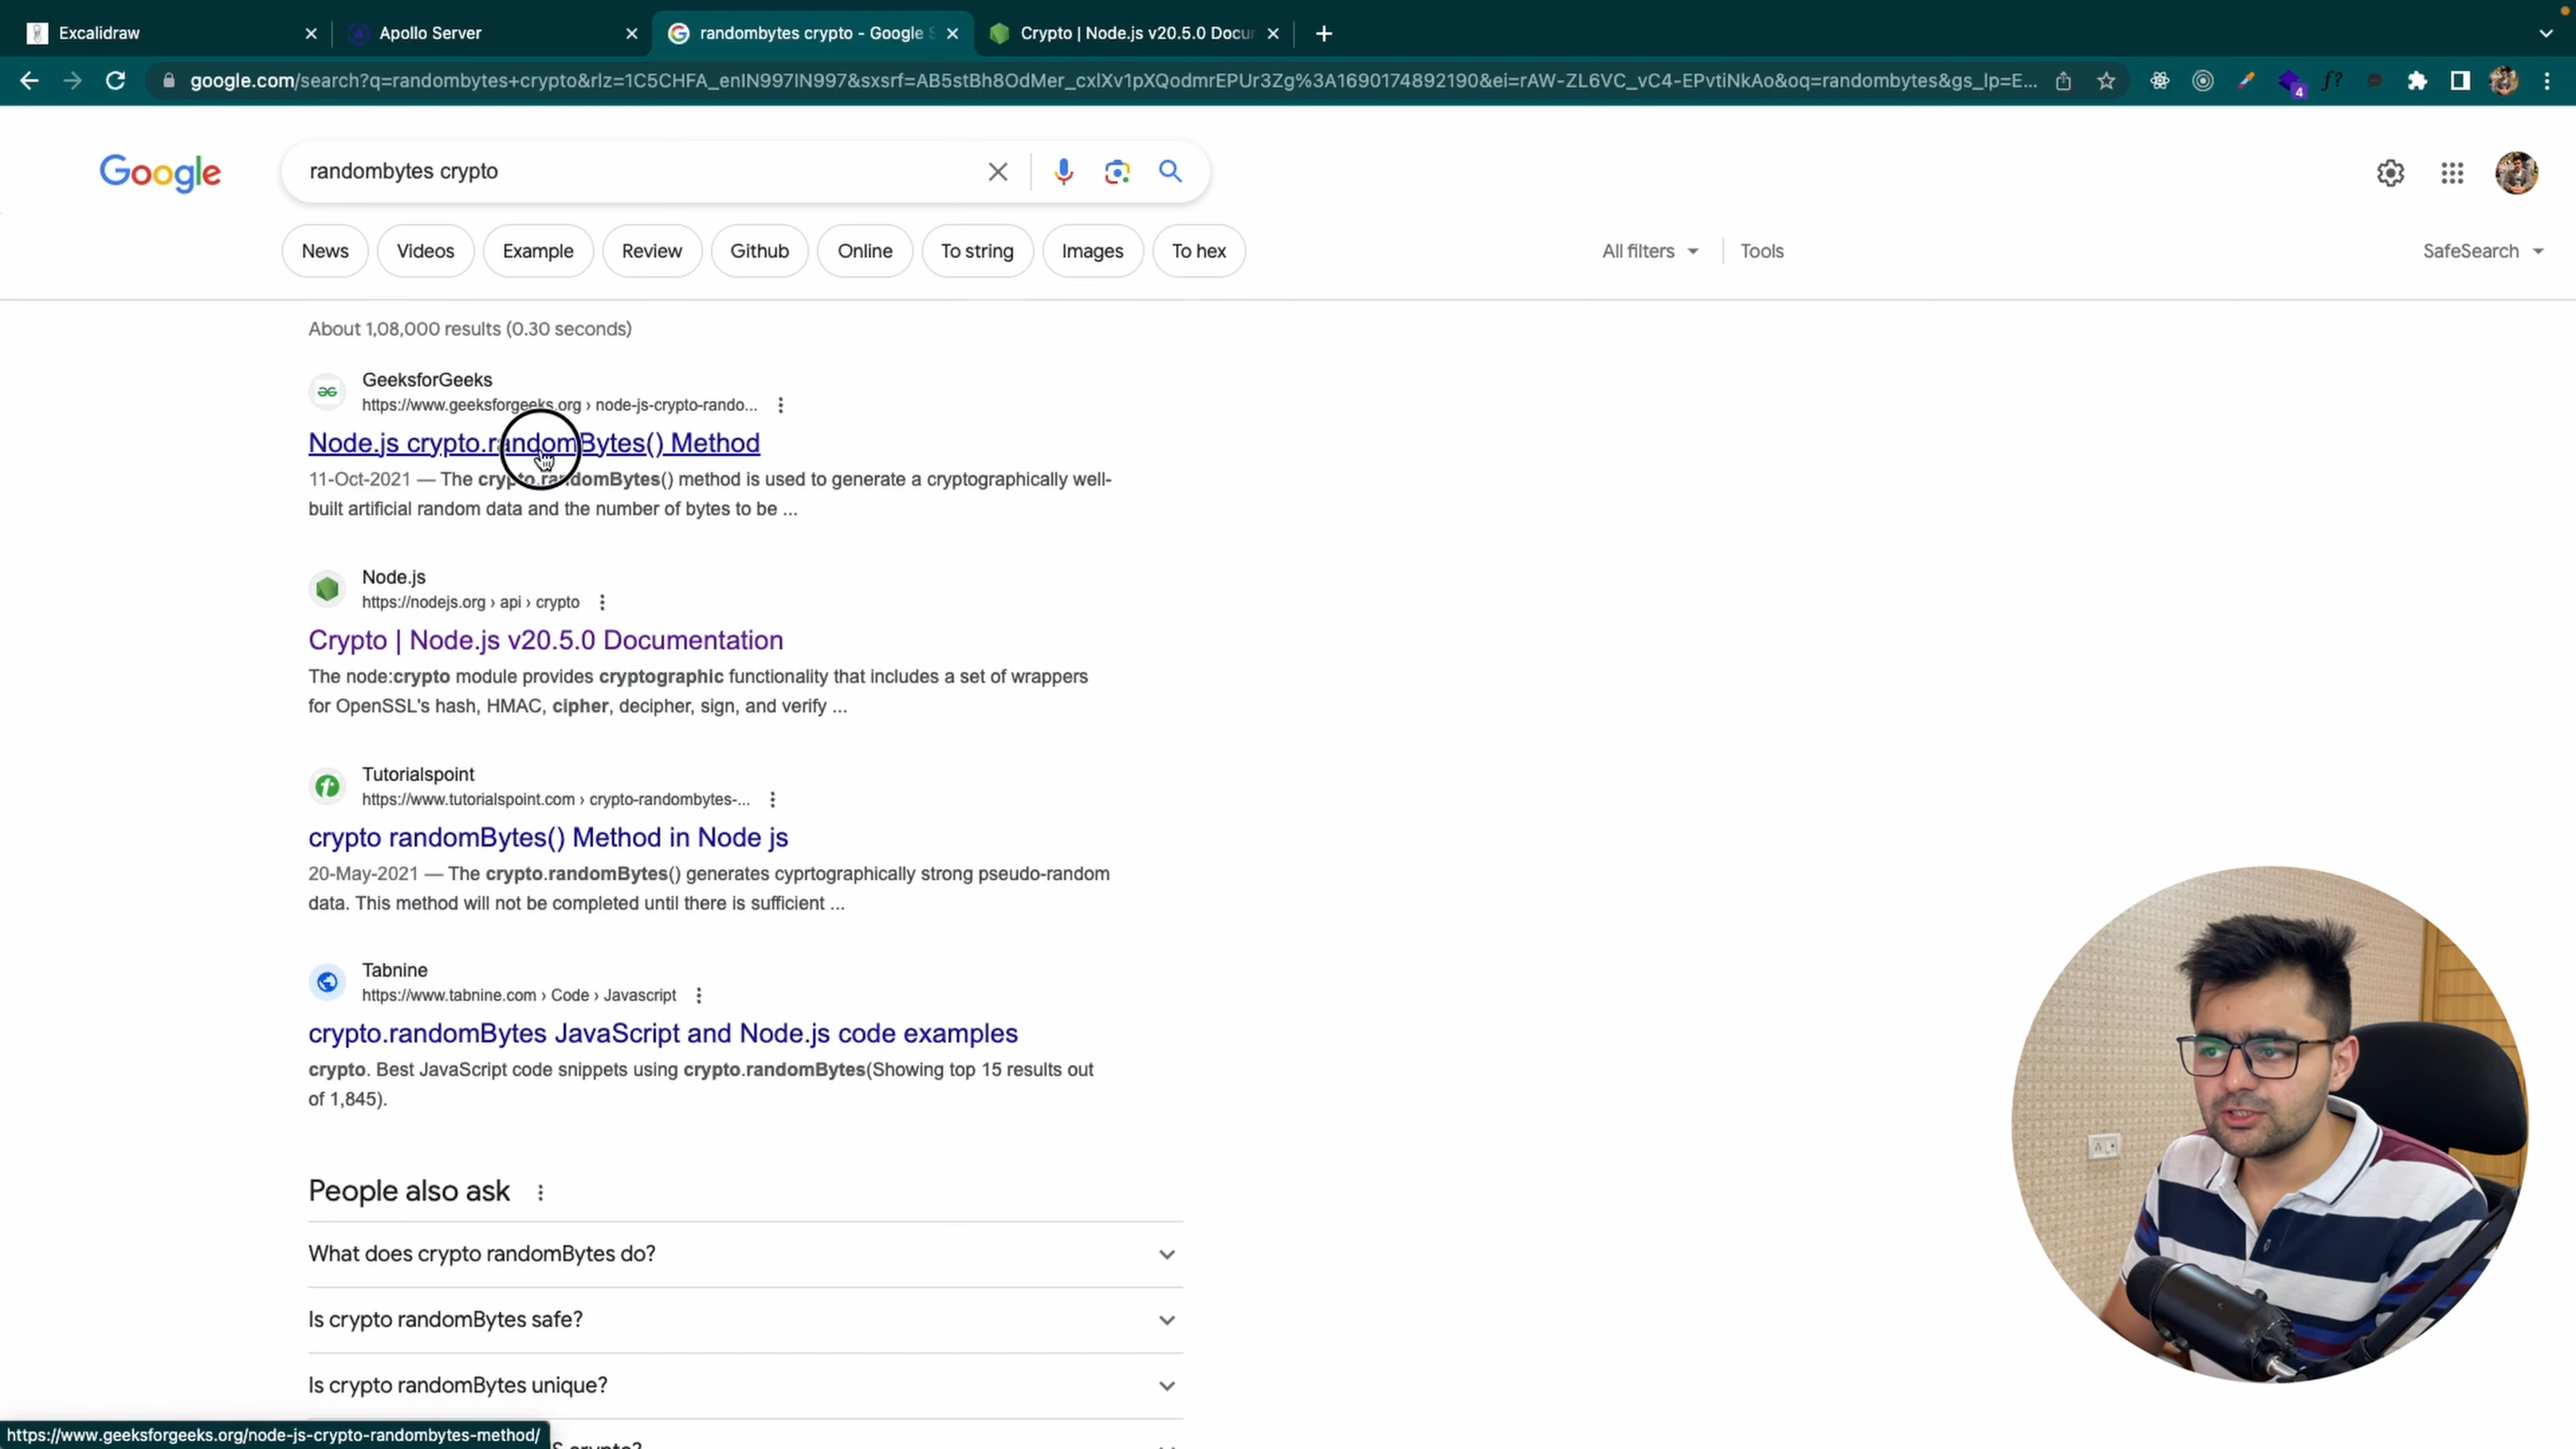 Excalidraw
Apollo Server
randombytes crypto - Google S
Crypto | Node.js v20.5.0 Docu
google.com/search?q=randombytes+crypto&rlz=1C5CHFA_enIN997IN997&sxsrf=AB5stBh8OdMer_cxlXv1pXQodmrEPUr3Zg%3A1690174892190&ei=rAW-ZL6VC_vC4-EPvtiNkAo&oq=randombytes&gs_lp=E...
f?
4
Google
randombytes crypto
News
Videos
Example
Review
Github
Online
To string
Images
To hex
All filters
Tools
SafeSearch
About 1,08,000 results (0.30 seconds)
GeeksforGeeks
https://www.geeksforgeeks.org › node-js-crypto-rando...
Node.js crypto.randomBytes() Method
11-Oct-2021 — The crypto.randomBytes() method is used to generate a cryptographically well-
built artificial random data and the number of bytes to be ...
Node.js
https://nodejs.org › api › crypto
Crypto | Node.js v20.5.0 Documentation
The node:crypto module provides cryptographic functionality that includes a set of wrappers
for OpenSSL's hash, HMAC, cipher, decipher, sign, and verify ...
Tutorialspoint
https://www.tutorialspoint.com › crypto-randombytes-...
crypto randomBytes() Method in Node js
20-May-2021 — The crypto.randomBytes() generates cyprtographically strong pseudo-random
data. This method will not be completed until there is sufficient ...
Tabnine
https://www.tabnine.com › Code › Javascript
crypto.randomBytes JavaScript and Node.js code examples
crypto. Best JavaScript code snippets using crypto.randomBytes(Showing top 15 results out
of 1,845).
People also ask
What does crypto randomBytes do?
Is crypto randomBytes safe?
Is crypto randomBytes unique?
https://www.geeksforgeeks.org/node-js-crypto-randombytes-method/
S crypto?